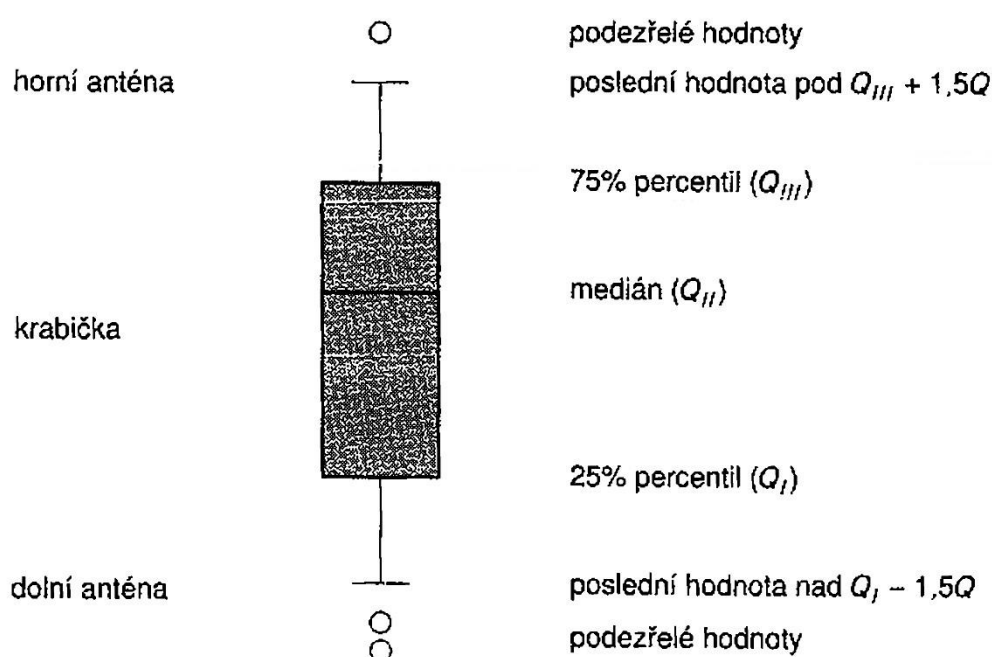 podezřelé hodnoty
horní anténa
poslední hodnota pod Q_III + 1,5Q
75% percentil (Q_III)
medián (Q_II)
krabička
25% percentil (Q_I)
dolní anténa
poslední hodnota nad Q_I – 1,5Q
podezřelé hodnoty